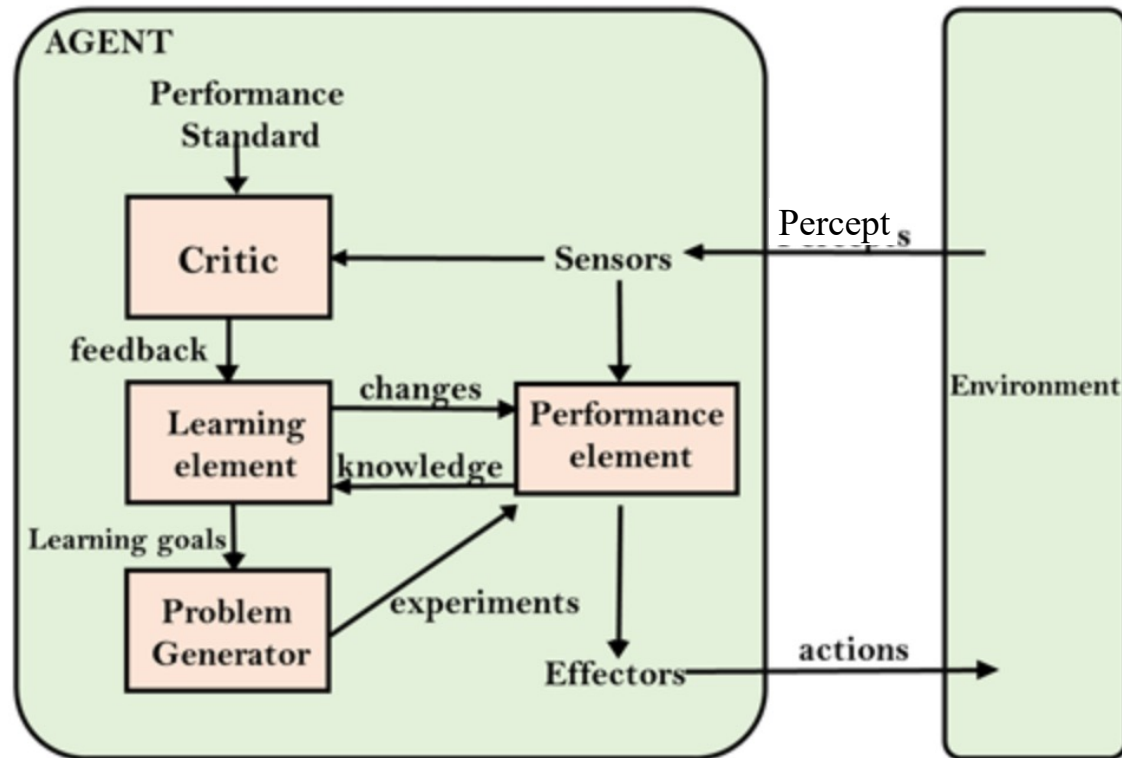 AGENT
Performance
Standard
Critic
Sensors
Percept
feedback
changes
Learning
element
Performance
element
Environment
knowledge
Learning goals
Problem
Generator
experiments
Effectors
actions